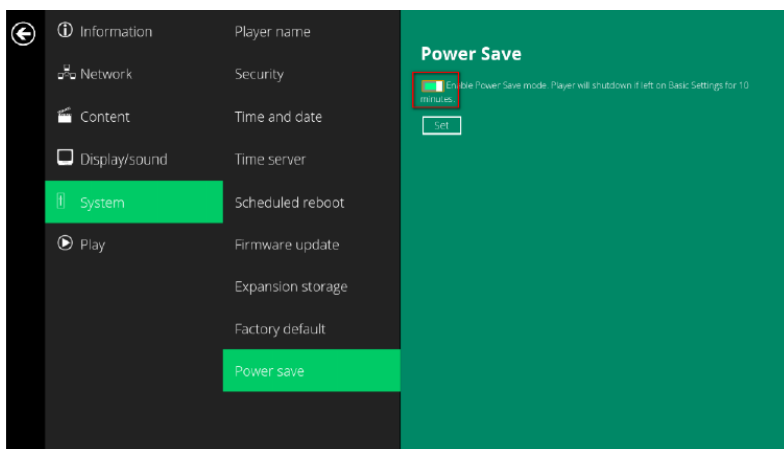 Information
Network
Content
Display/sound
System
Play
Player name
Security
Time and date
Time server
Scheduled reboot
Firmware update
Expansion storage
Factory default
Power save
Power Save
Enable Power Save mode. Player will shutdown if left on Basic Settings for 10
minutes
Set